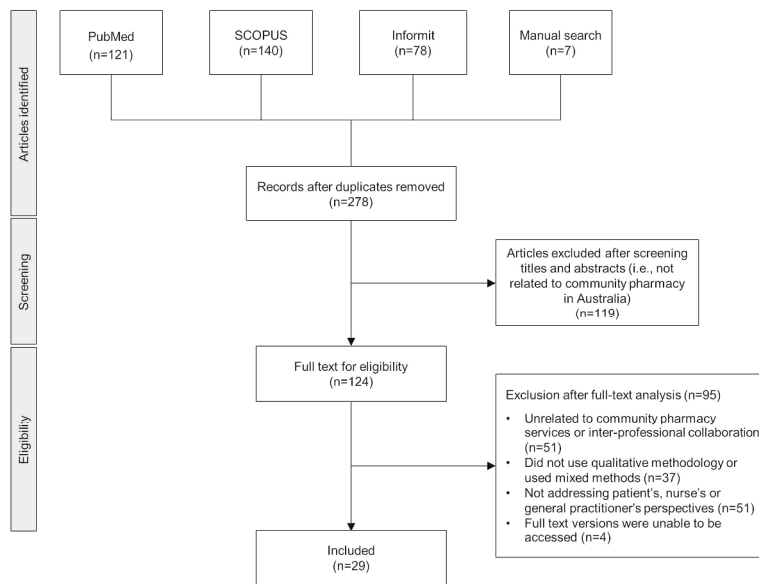 Articles identified
PubMed
(n=121)
SCOPUS
(n=140)
Informit
(n=78)
Manual search
(n=7)
Records after duplicates removed
(n=278)
Screening
Articles excluded after screening
titles and abstracts (i.e., not
related to community pharmacy
in Australia)
(n=119)
Eligibility
Full text for eligibility
(n=124)
Exclusion after full-text analysis (n=95)
• Unrelated to community pharmacy
services or inter-professional collaboration
(n=51)
• Did not use qualitative methodology or
used mixed methods (n=37)
• Not addressing patient's, nurse's or
general practitioner's perspectives (n=51)
• Full text versions were unable to be
accessed (n=4)
Included
(n=29)